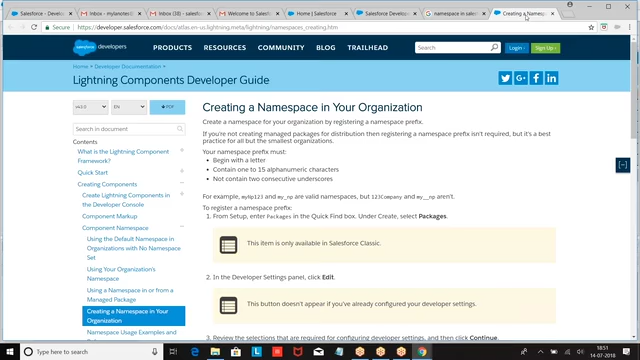 Salesforce - Develope
Inbox - mylanotes@
Inbox (38) - salesforc
Welcome to Salesforc
Home | Salesforce
Salesforce Developer
namespace in salesf
Creating a Namesp
Secure | https://developer.salesforce.com/docs/atlas.en-us.lightning.meta/lightning/namespaces_creating.htm
salesforce developers
PRODUCTS RESOURCES COMMUNITY BLOG TRAILHEAD
Search
Login ›
Sign Up ›
Home » Developer Documentation »
Lightning Components Developer Guide
v43.0
EN
PDF
Search in document
Contents
What is the Lightning Component Framework?
Quick Start
Creating Components
Create Lightning Components in the Developer Console
Component Markup
Component Namespace
Using the Default Namespace in Organizations with No Namespace Set
Using Your Organization's Namespace
Using a Namespace in or from a Managed Package
Creating a Namespace in Your Organization
Namespace Usage Examples and
Creating a Namespace in Your Organization
Create a namespace for your organization by registering a namespace prefix.
If you're not creating managed packages for distribution then registering a namespace prefix isn't required, but it's a best
practice for all but the smallest organizations.
Your namespace prefix must:
• Begin with a letter
• Contain one to 15 alphanumeric characters
• Not contain two consecutive underscores
For example, myNp123 and my_np are valid namespaces, but 123Company and my__np aren't.
To register a namespace prefix:
1. From Setup, enter Packages in the Quick Find box. Under Create, select Packages.
This item is only available in Salesforce Classic.
2. In the Developer Settings panel, click Edit.
This button doesn't appear if you've already configured your developer settings.
3. Review the selections that are required for configuring developer settings, and then click Continue.
Type here to search
18:51
14-07-2018